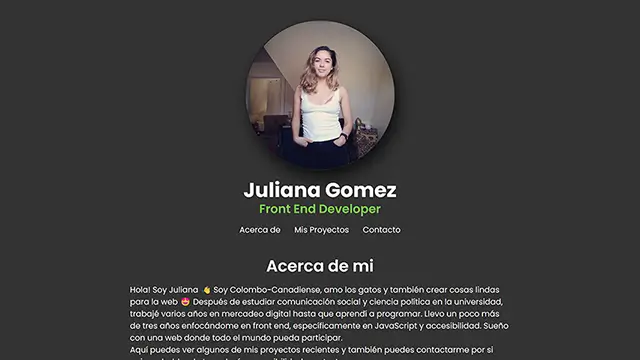 Juliana Gomez
Front End Developer
Acerca de Mis Proyectos Contacto
Acerca de mi
Hola! Soy Juliana 👋 Soy Colombo-Canadiense, amo los gatos y también crear cosas lindas
para la web 🤩 Después de estudiar comunicación social y ciencia política en la universidad,
trabajé varios años en mercadeo digital hasta que aprendí a programar. Llevo un poco más
de tres años enfocándome en front end, específicamente en JavaScript y accesibilidad. Sueño
con una web donde todo el mundo pueda participar.
Aquí puedes ver algunos de mis proyectos recientes y también puedes contactarme por si